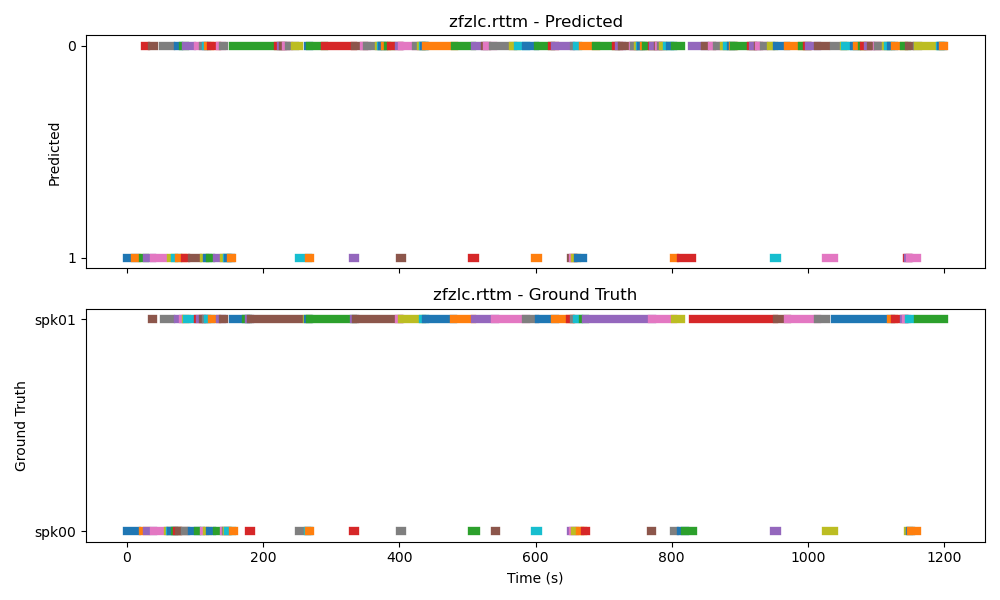 zfzlc.rttm - Predicted
0
Predicted
1
zfzlc.rttm - Ground Truth
spk01
Ground Truth
spk00
0 200 400 600 800 1000 1200
Time (s)